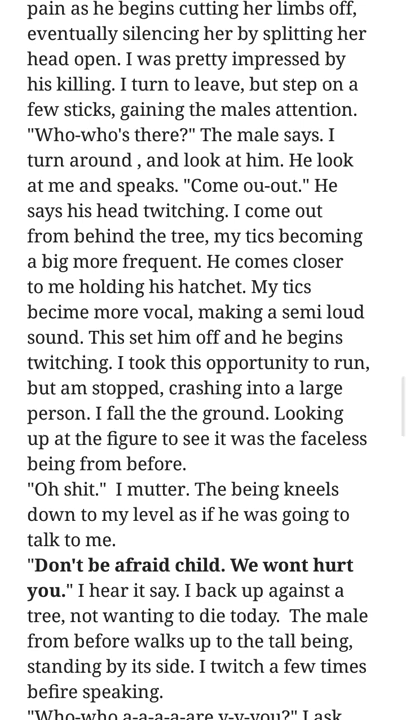 pain as he begins cutting her limbs off,
eventually silencing her by splitting her
head open. I was pretty impressed by
his killing. I turn to leave, but step on a
few sticks, gaining the males attention.
"Who-who's there?" The male says. I
turn around , and look at him. He look
at me and speaks. "Come ou-out." He
says his head twitching. I come out
from behind the tree, my tics becoming
a big more frequent. He comes closer
to me holding his hatchet. My tics
becime more vocal, making a semi loud
sound. This set him off and he begins
twitching. I took this opportunity to run,
but am stopped, crashing into a large
person. I fall the the ground. Looking
up at the figure to see it was the faceless
being from before.
"Oh shit."  I mutter. The being kneels
down to my level as if he was going to
talk to me.
"Don't be afraid child. We wont hurt
you." I hear it say. I back up against a
tree, not wanting to die today.  The male
from before walks up to the tall being,
standing by its side. I twitch a few times
befire speaking.
"Who-who a-a-a-a-are y-y-you?" I ask